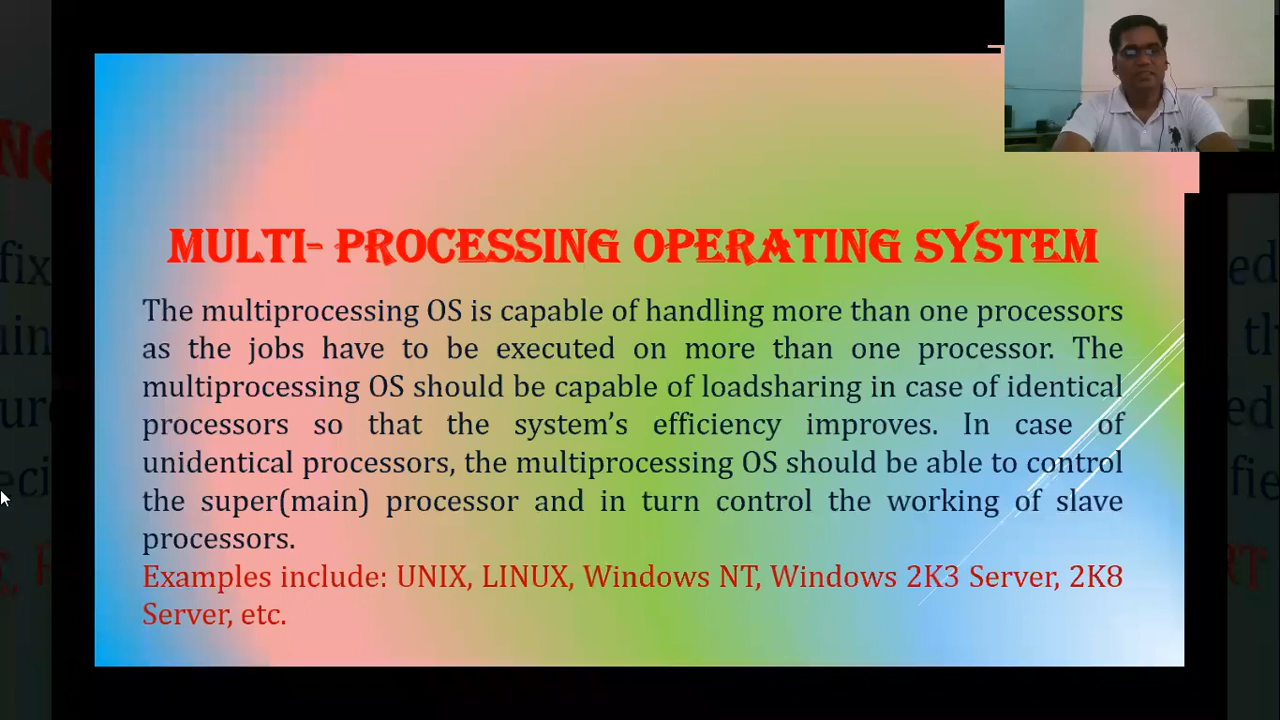 MULTI- PROCESSING OPERATING SYSTEM
The multiprocessing OS is capable of handling more than one processors
as the jobs have to be executed on more than one processor. The
multiprocessing OS should be capable of loadsharing in case of identical
processors so that the system's efficiency improves. In case of
unidentical processors, the multiprocessing OS should be able to control
the super(main) processor and in turn control the working of slave
processors.
Examples include: UNIX, LINUX, Windows NT, Windows 2K3 Server, 2K8
Server, etc.